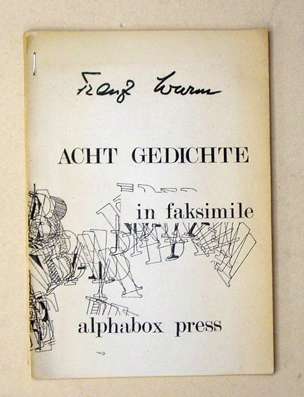 Franz Wurm
ACHT GEDICHTE
in faksimile
alphabox press